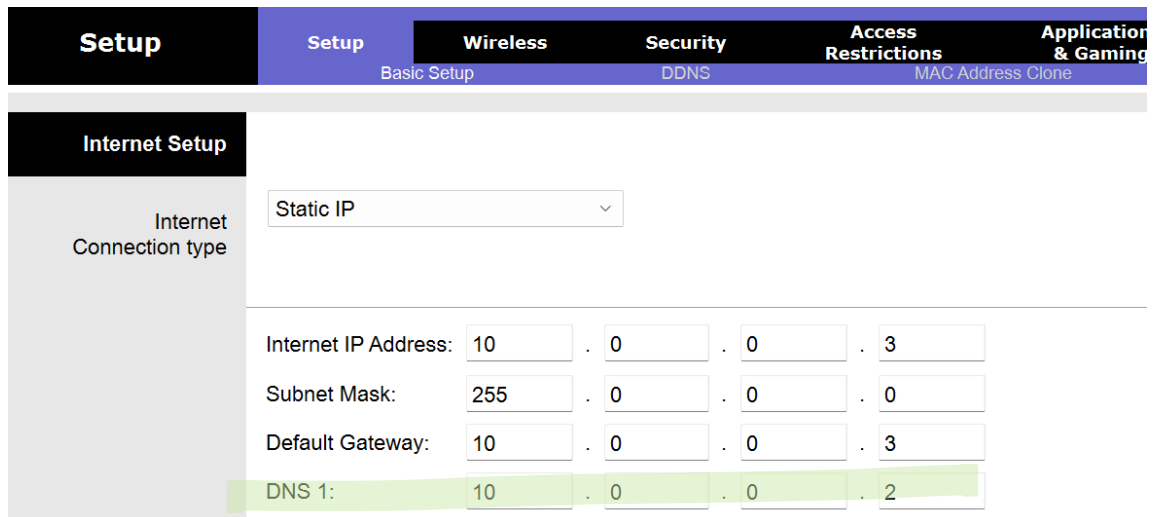 Setup
Setup Wireless Security Access Restrictions Application & Gaming
Basic Setup DDNS MAC Address Clone
Internet Setup
Internet Connection type
Static IP
Internet IP Address: 10 . 0 . 0 . 3
Subnet Mask: 255 . 0 . 0 . 0
Default Gateway: 10 . 0 . 0 . 3
DNS 1: 10 . 0 . 0 . 2